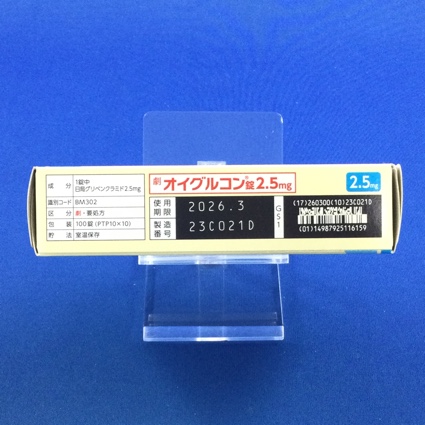 成 分 1錠中
日局グリベンクラミド2.5mg
識別コード BM302
区 分 劇・要処方
包 装 100錠 (PTP10×10)
貯 法 室温保存
劇 オイグルコン®錠2.5mg
使用
期限 2026.3
製造
番号 23C021D
GS1
(17)260300(10)23C021D
(01)14987925116159
2.5mg